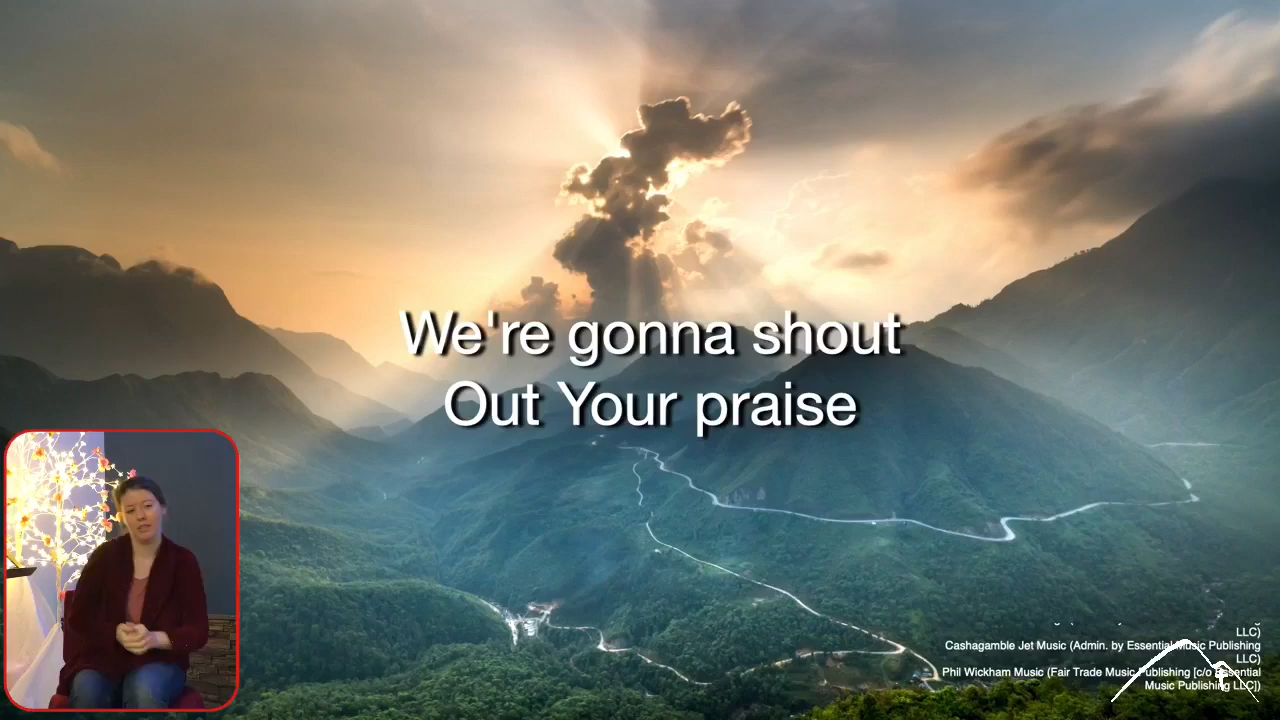 We're gonna shout
Out Your praise
LLC)
Cashagamble Jet Music (Admin. by Essential Music Publishing
LLC)
Phil Wickham Music (Fair Trade Music Publishing [c/o Essential
Music Publishing LLC])